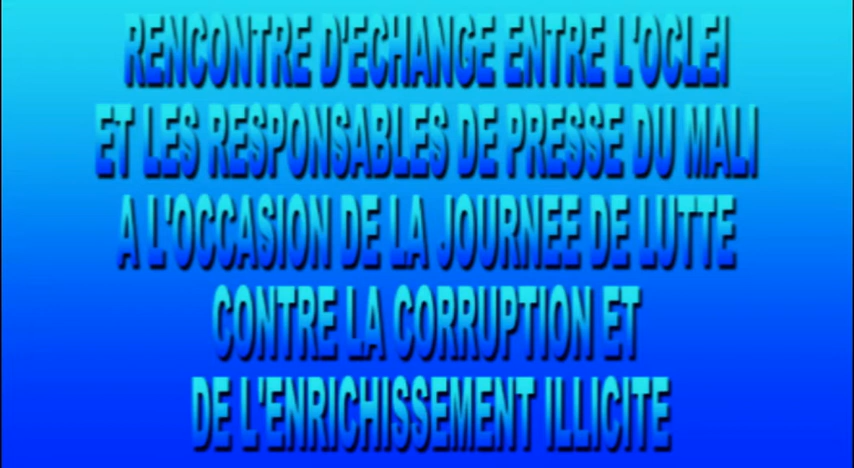 RENCONTRE D'ECHANGE ENTRE L'OCLEI
ET LES RESPONSABLES DE PRESSE DU MALI
A L'OCCASION DE LA JOURNEE DE LUTTE
CONTRE LA CORRUPTION ET
DE L'ENRICHISSEMENT ILLICITE